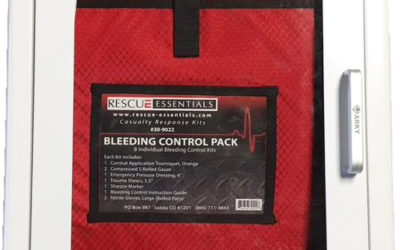 RESCUE ESSENTIALS
www.rescue-essentials.com
Casualty Response Kits
#30-9022
BLEEDING CONTROL PACK
8 Individual Bleeding Control Kits
Each Kit Includes:
1 Combat Application Tourniquet, Orange
2 Compressed S Rolled Gauze
1 Emergency Pressure Dressing, 4"
1 Trauma Shears, 5.5"
1 Sharpie Marker
1 Bleeding Control Instruction Guide
2 Nitrile Gloves, Large (2 Pairs)
PO Box 987 Salida CO 81201 (866) 711-4843
ARKY